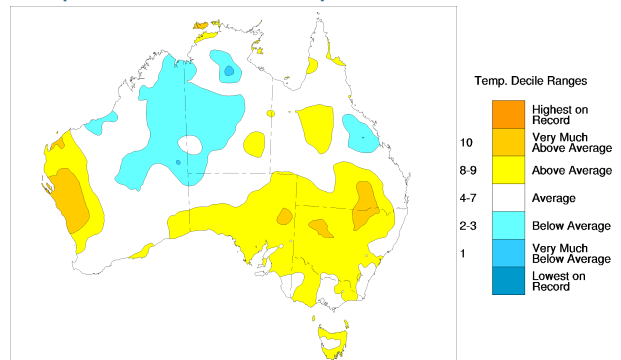 Temp. Decile Ranges
Highest on
Record
10
Very Much
Above Average
8-9
Above Average
4-7
Average
2-3
Below Average
1
Very Much
Below Average
Lowest on
Record